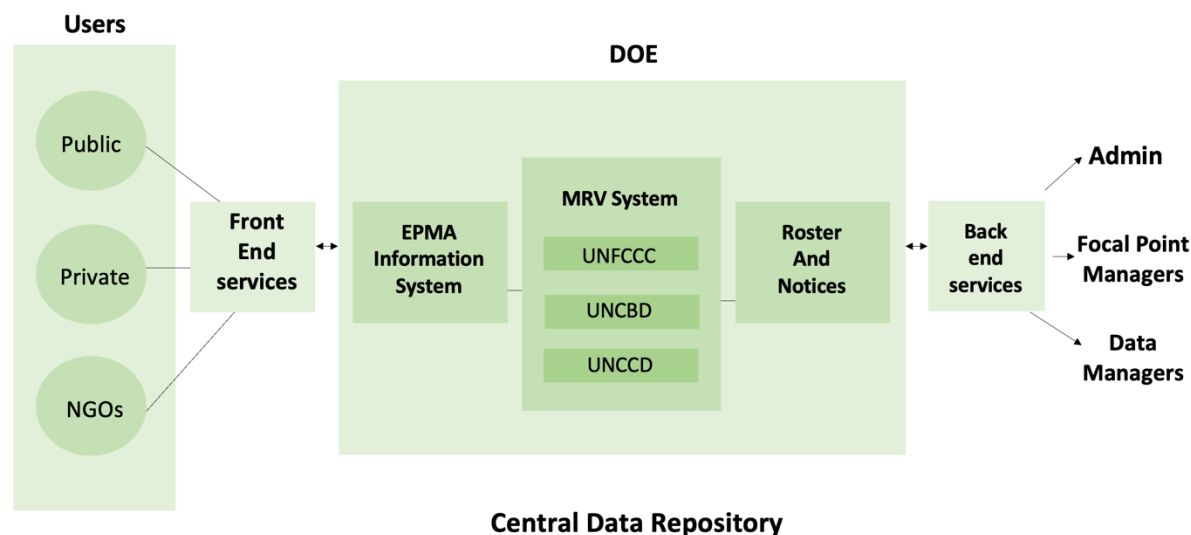 Users
Public
Private
NGOs
Front
End
services
DOE
EPMA
Information
System
MRV System
UNFCCC
UNCBD
UNCCD
Roster
And
Notices
Back
end
services
Admin
Focal Point
Managers
Data
Managers
Central Data Repository